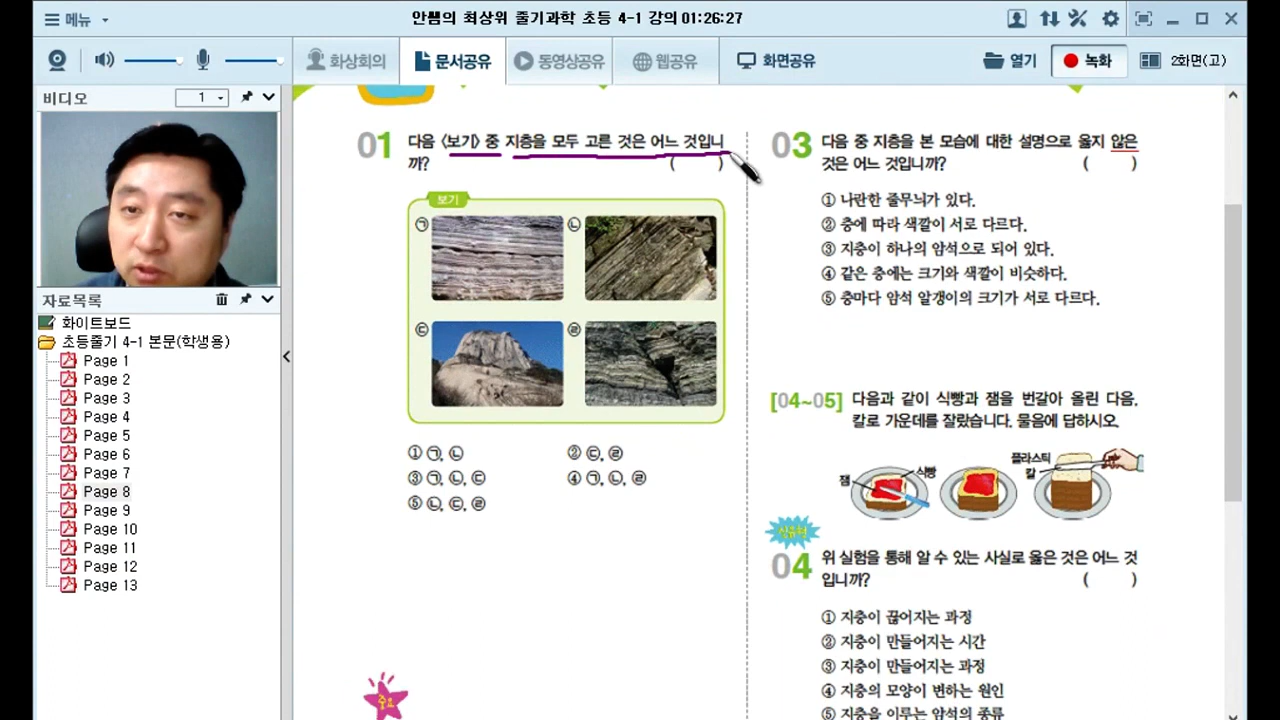 메뉴
안쌤의 최상위 줄기과학 초등 4-1 강의 01:26:27
화상회의
문서공유
동영상공유
웹공유
화면공유
열기
녹화
2화면(고)
비디오
1
자료목록
화이트보드
초등줄기 4-1 본문(학생용)
Page 1
Page 2
Page 3
Page 4
Page 5
Page 6
Page 7
Page 8
Page 9
Page 10
Page 11
Page 12
Page 13
01 다음 <보기> 중 지층을 모두 고른 것은 어느 것입니
까? ( )
보기
㉠
㉡
㉢
㉣
① ㉠, ㉡
② ㉢, ㉣
③ ㉠, ㉡, ㉢
④ ㉠, ㉡, ㉣
⑤ ㉡, ㉢, ㉣
중요
03 다음 중 지층을 본 모습에 대한 설명으로 옳지 않은
것은 어느 것입니까? ( )
① 나란한 줄무늬가 있다.
② 층에 따라 색깔이 서로 다르다.
③ 지층이 하나의 암석으로 되어 있다.
④ 같은 층에는 크기와 색깔이 비슷하다.
⑤ 층마다 암석 알갱이의 크기가 서로 다르다.
[04~05] 다음과 같이 식빵과 잼을 번갈아 올린 다음,
칼로 가운데를 잘랐습니다. 물음에 답하시오.
잼
식빵
플라스틱
칼
신유형
04 위 실험을 통해 알 수 있는 사실로 옳은 것은 어느 것
입니까? ( )
① 지층이 끊어지는 과정
② 지층이 만들어지는 시간
③ 지층이 만들어지는 과정
④ 지층의 모양이 변하는 원인
⑤ 지층을 이루는 암석의 종류